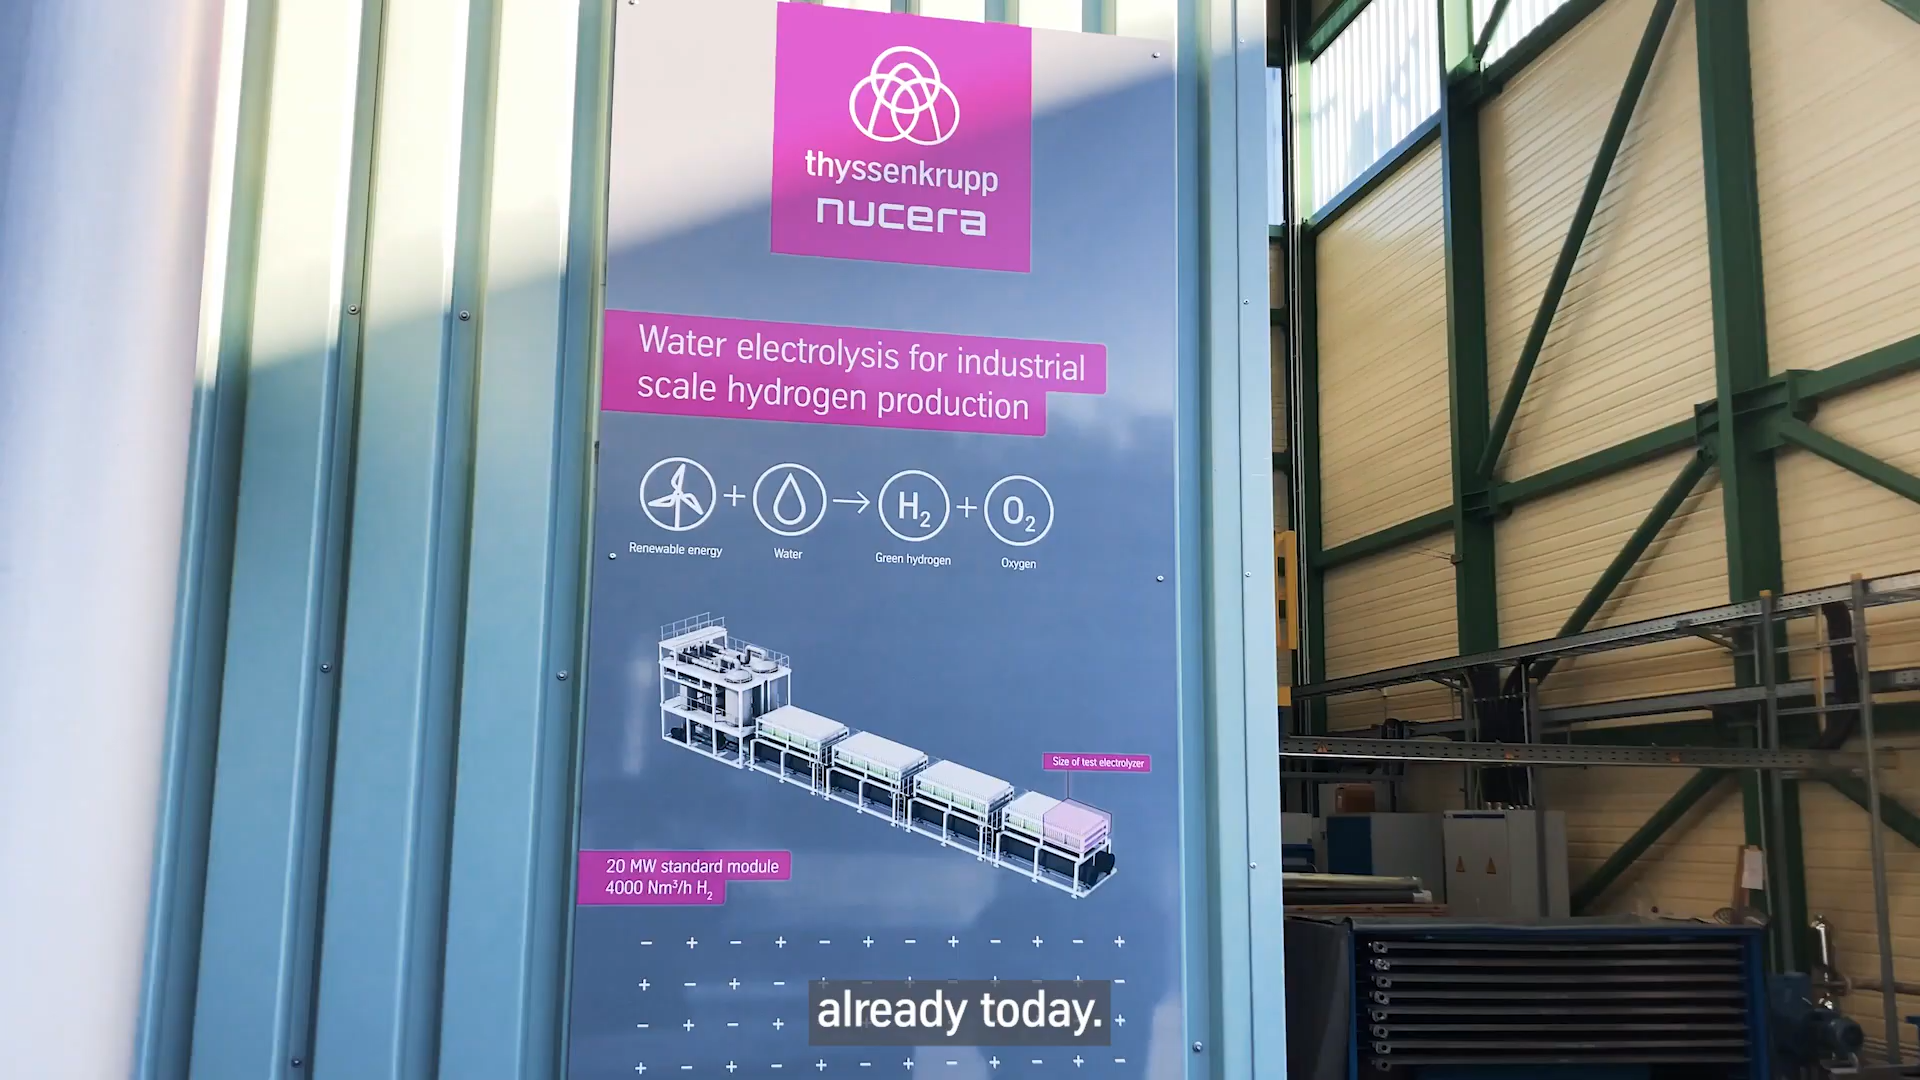 thyssenkrupp
nucera
Water electrolysis for industrial
scale hydrogen production
+ → H₂ + O₂
Renewable energy Water Green hydrogen Oxygen
Size of test electrolyzer
20 MW standard module
4000 Nm³/h H₂
already today.